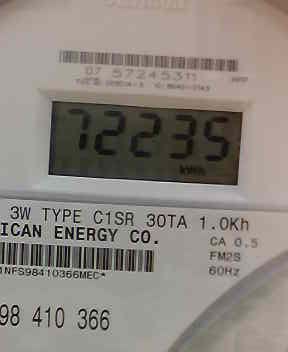 07 57245311
72235
kWh
3W TYPE C1SR 30TA 1.0Kh
ICAN ENERGY CO.
CA 0.5
FM2S
60Hz
1NFS98410366MEC*
98 410 366